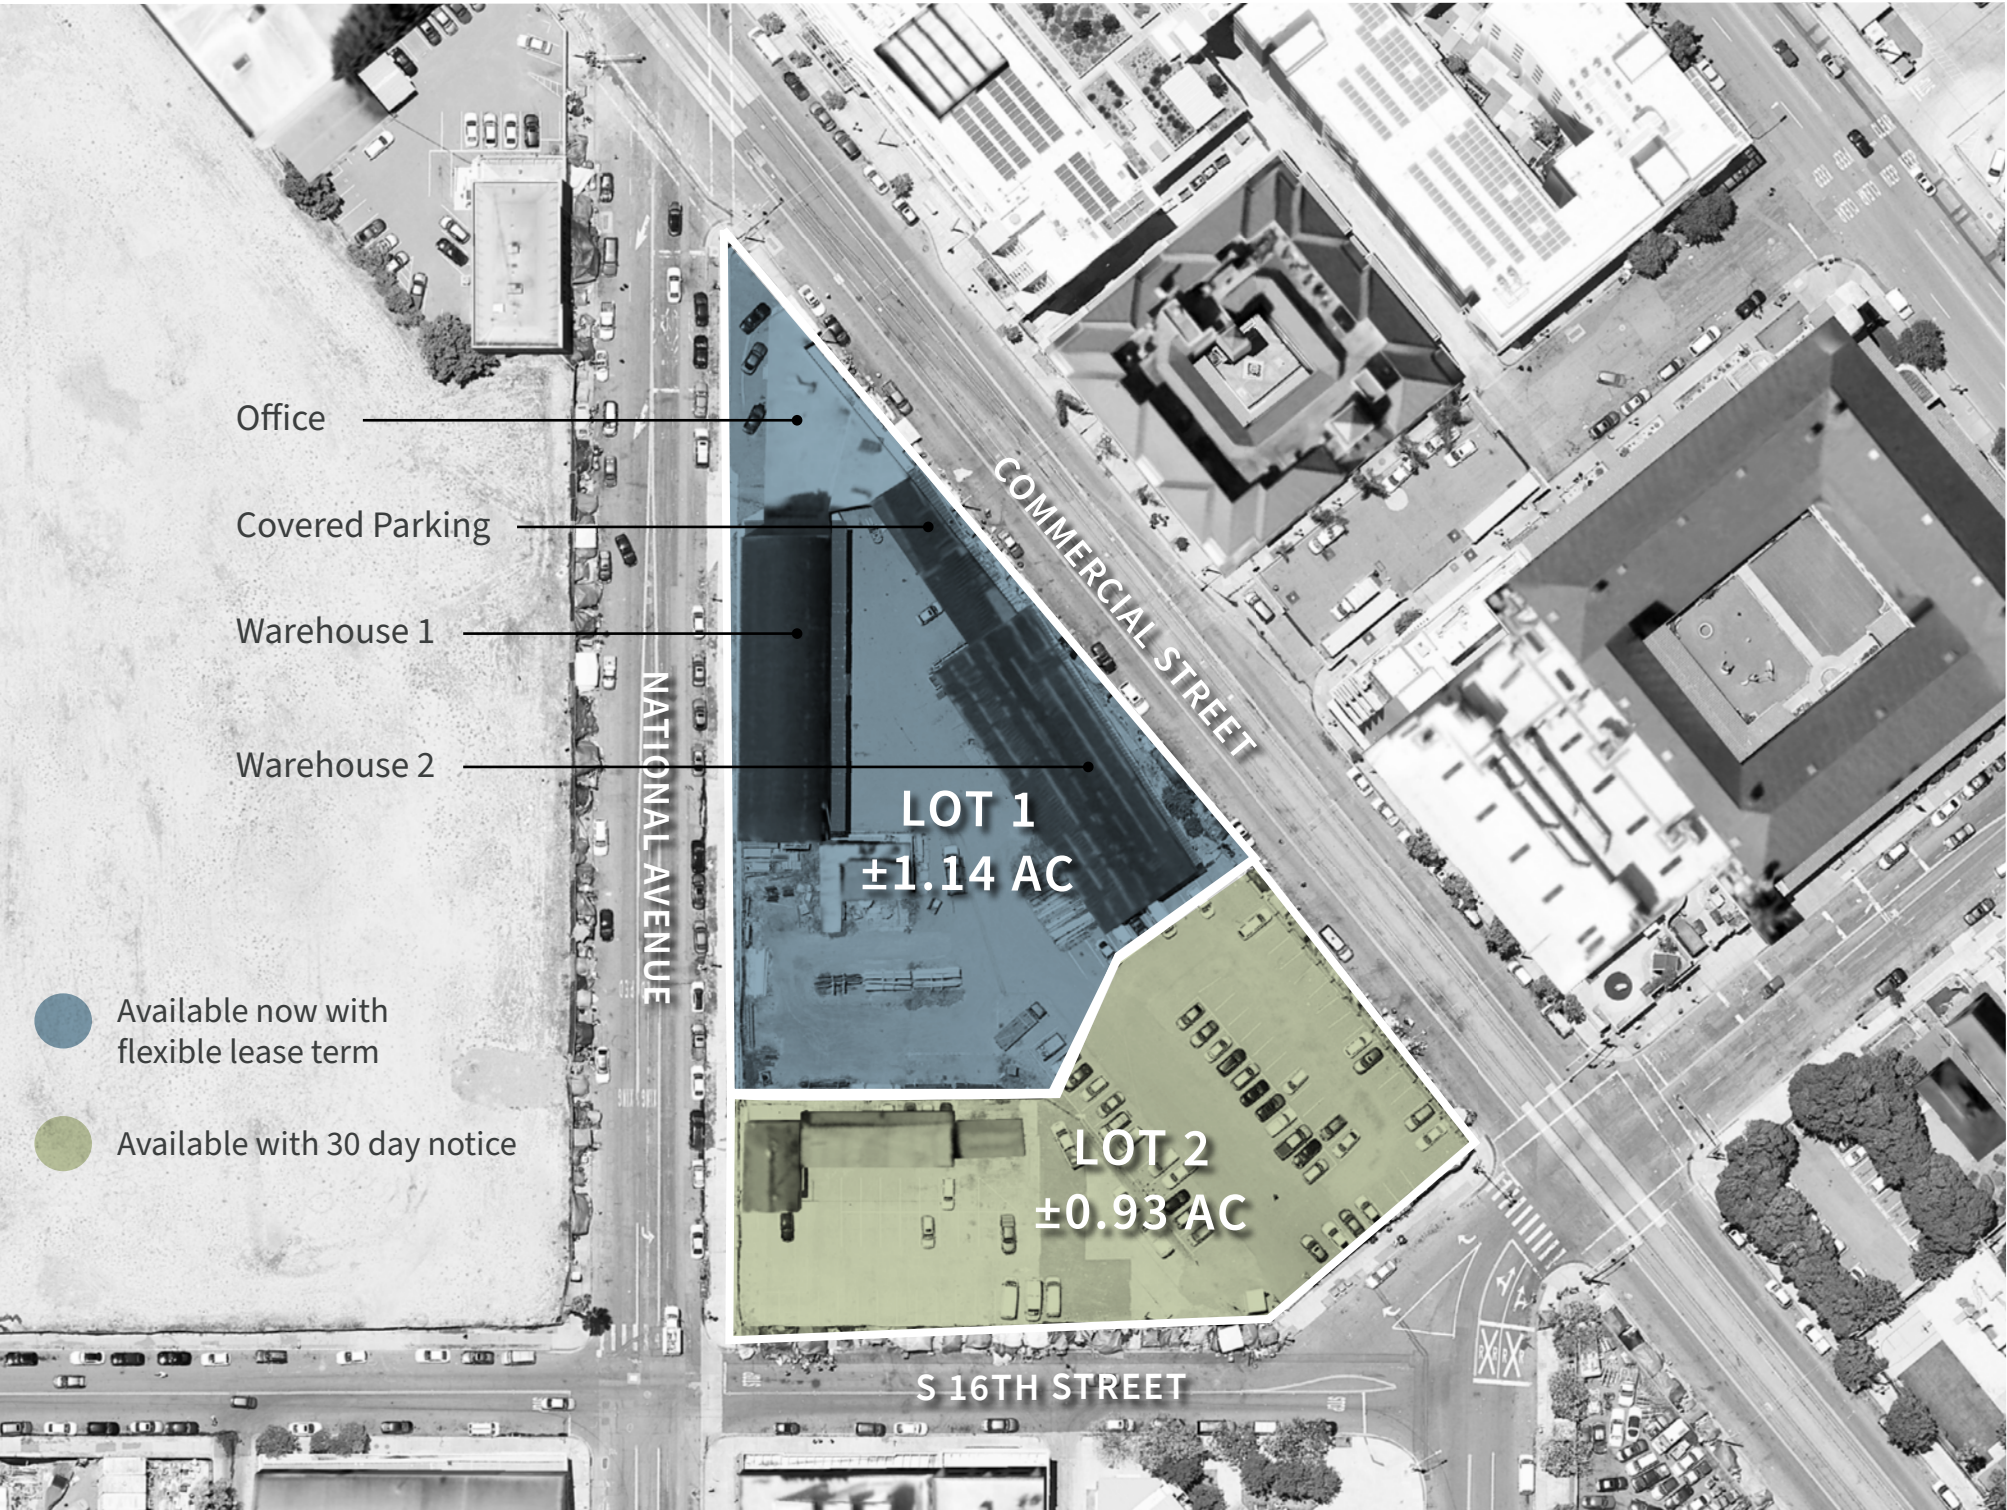 Office
Covered Parking
Warehouse 1
Warehouse 2
COMMERCIAL STREET
NATIONAL AVENUE
LOT 1
±1.14 AC
Available now with
flexible lease term
Available with 30 day notice
LOT 2
±0.93 AC
S 16TH STREET